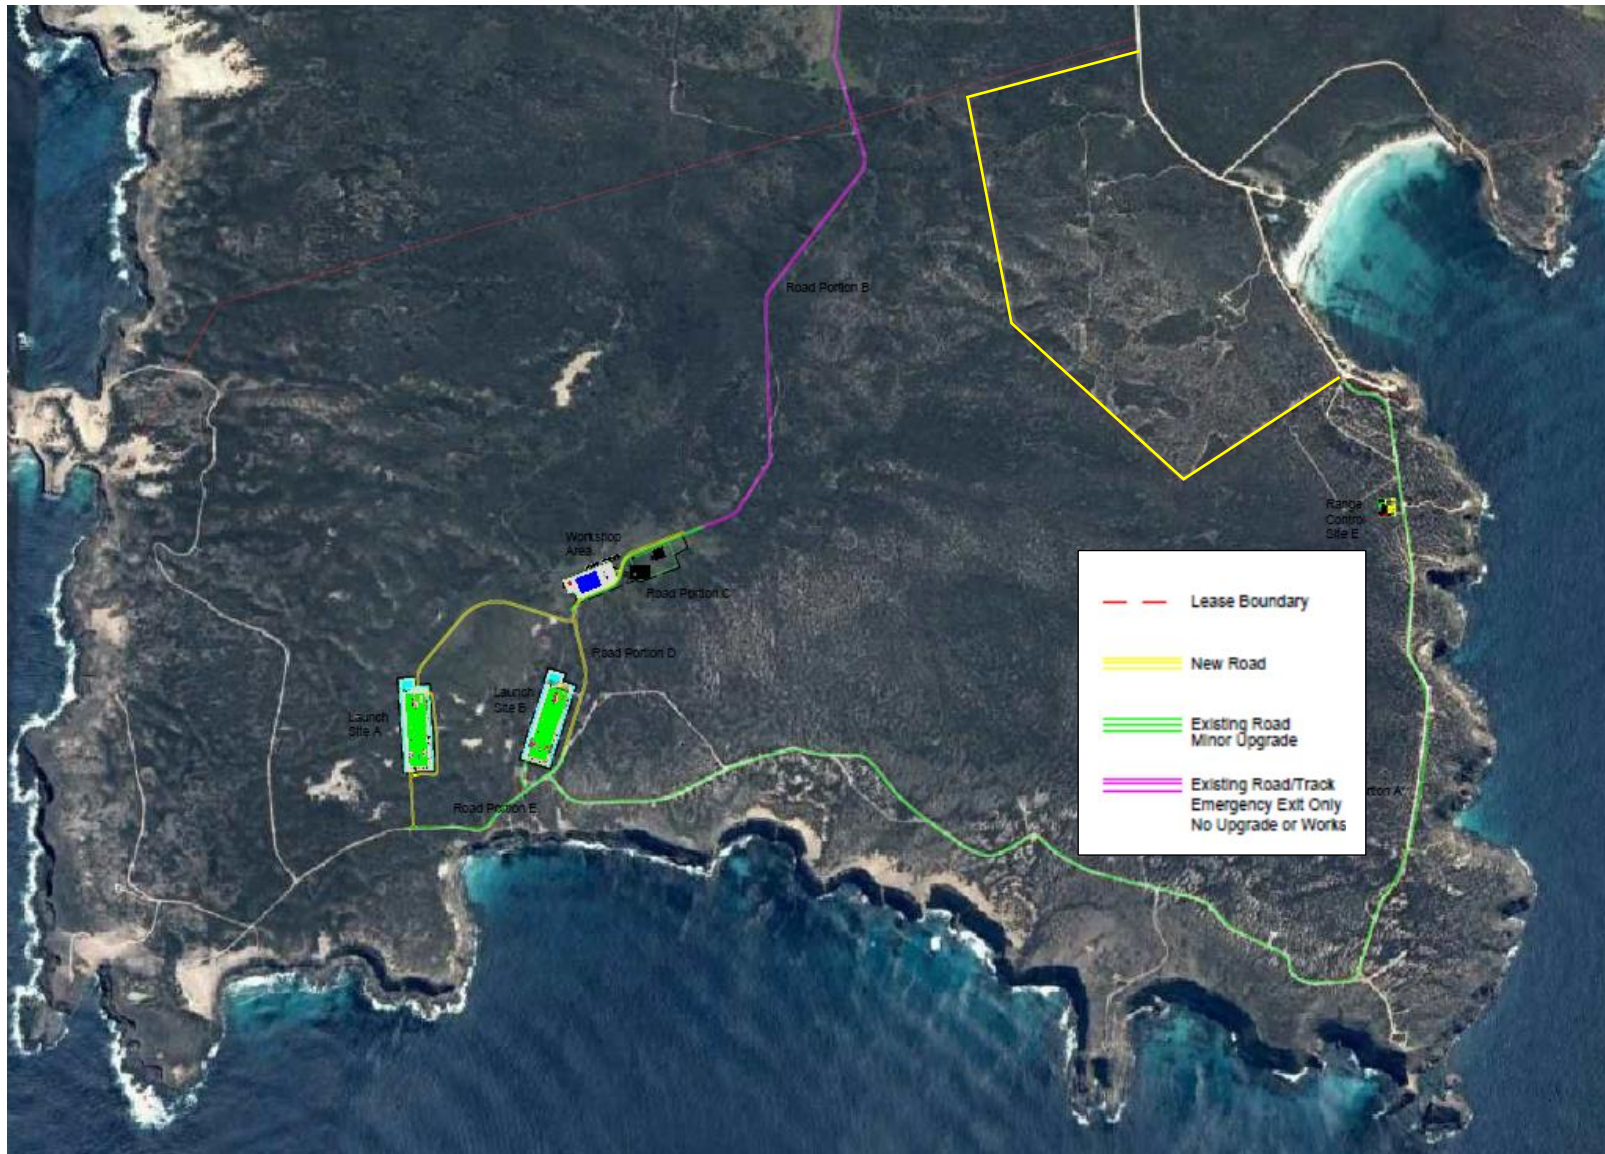 Road Portion B
Range
Control
Site E
Workshop
Area
Road Portion C
Road Portion D
Launch
Site B
Launch
Site A
Road Portion E
Lease Boundary
New Road
Existing Road
Minor Upgrade
Existing Road/Track
Emergency Exit Only
No Upgrade or Works